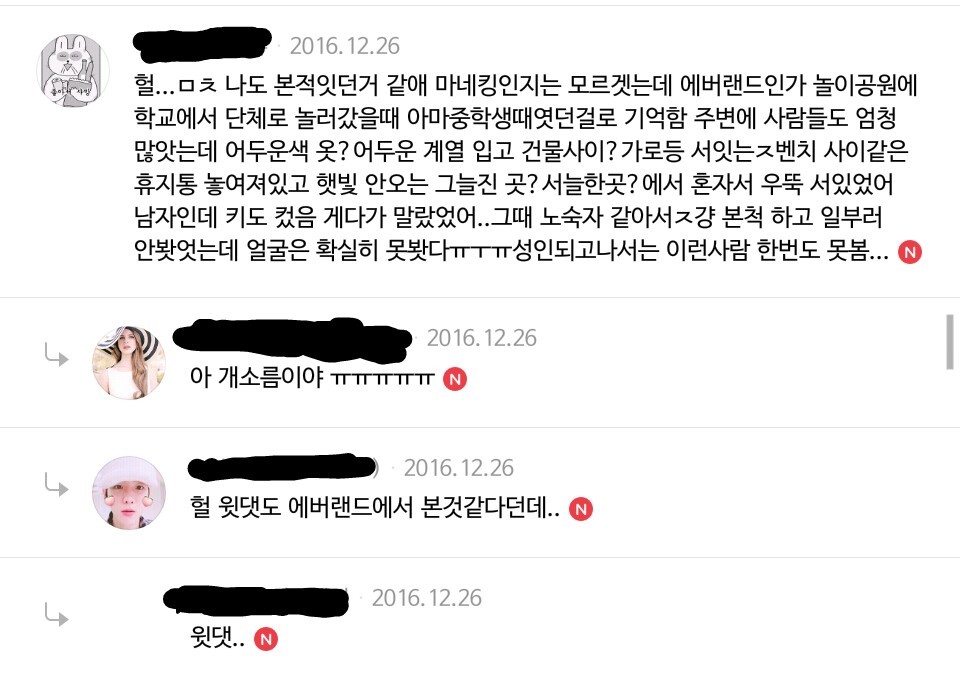 2016.12.26
헐...ㅁㅊ 나도 본적잇던거 같애 마네킹인지는 모르겟는데 에버랜드인가 놀이공원에
학교에서 단체로 놀러갔을때 아마중학생때엿던걸로 기억함 주변에 사람들도 엄청
많앗는데 어두운색 옷?어두운 계열 입고 건물사이?가로등 서잇는ㅈ벤치 사이같은
휴지통 놓여져있고 햇빛 안오는 그늘진 곳?서늘한곳?에서 혼자서 우뚝 서있었어
남자인데 키도 컸음 게다가 말랐었어..그때 노숙자 같아서ㅈ걍 본척 하고 일부러
안봣엇는데 얼굴은 확실히 못봣다ㅠㅜㅠ성인되고나서는 이런사람 한번도 못봄... N
2016.12.26
아 개소름이야 ㅠㅠㅠㅠㅠ N
2016.12.26
헐 윗댓도 에버랜드에서 본것같다던데.. N
2016.12.26
윗댓.. N